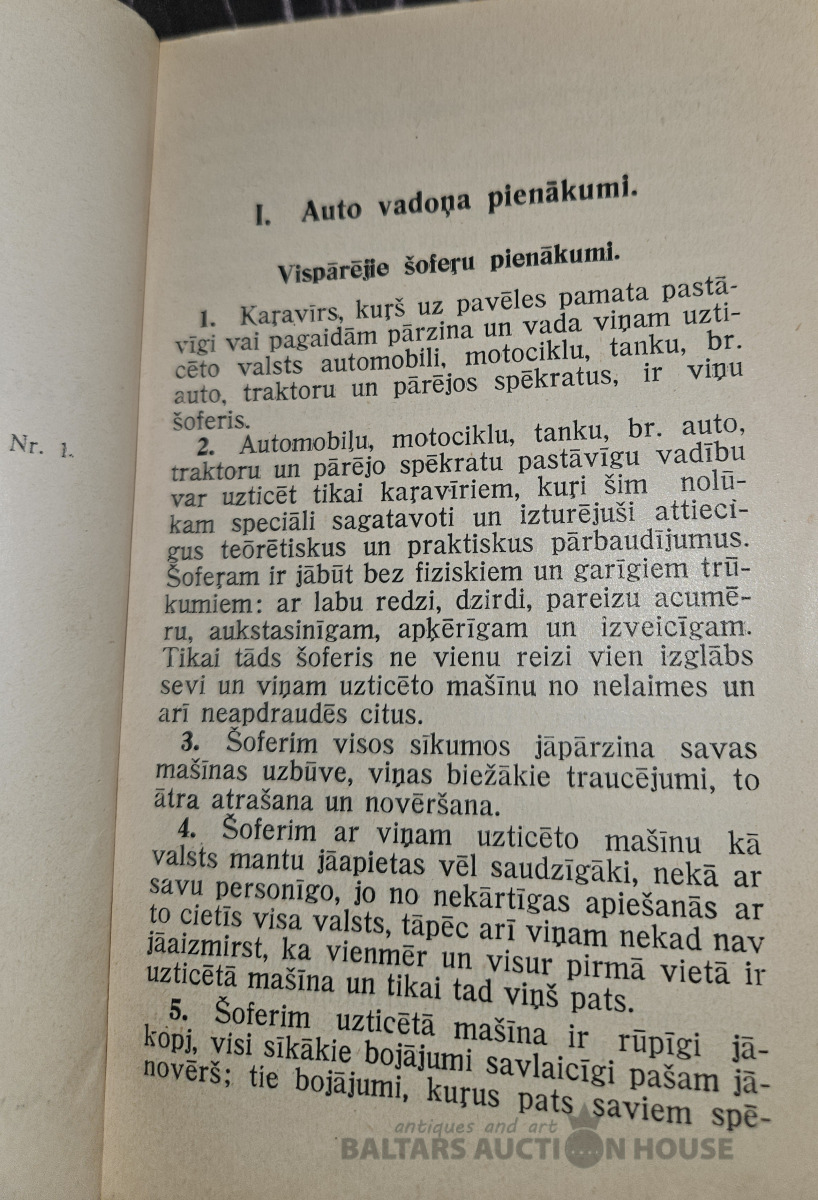 Nr. 1.
I. Auto vadoņa pienākumi.
Vispārējie šofeŗu pienākumi.
1. Kaŗavīrs, kuŗš uz pavēles pamata pastā-
vīgi vai pagaidām pārzina un vada viņam uzti-
cēto valsts automobili, motociklu, tanku, br.
auto, traktoru un pārējos spēkratus, ir viņu
šoferis.
2. Automobiļu, motociklu, tanku, br. auto,
traktoru un pārējo spēkratu pastāvīgu vadību
var uzticēt tikai kaŗavīriem, kuŗi šim nolū-
kam speciāli sagatavoti un izturējuši attiecī-
gus teōrētiskus un praktiskus pārbaudījumus.
Šofeŗam ir jābūt bez fiziskiem un garīgiem trū-
kumiem: ar labu redzi, dzirdi, pareizu acumē-
ru, aukstasinīgam, apķērīgam un izveicīgam.
Tikai tāds šoferis ne vienu reizi vien izglābs
sevi un viņam uzticēto mašīnu no nelaimes un
arī neapdraudēs citus.
3. Šoferim visos sīkumos jāpārzina savas
mašīnas uzbūve, viņas biežākie traucējumi, to
ātra atrašana un novēršana.
4. Šoferim ar viņam uzticēto mašīnu kā
valsts mantu jāapietas vēl saudzīgāki, nekā ar
savu personīgo, jo no nekārtīgas apiešanās ar
to cietīs visa valsts, tāpēc arī viņam nekad nav
jāaizmirst, ka vienmēr un visur pirmā vietā ir
uzticētā mašīna un tikai tad viņš pats.
5. Šoferim uzticētā mašīna ir rūpīgi jā-
kopj, visi sīkākie bojājumi savlaicīgi pašam jā-
novērš; tie bojājumi, kuŗus pats saviem spē-
antiques and art
BALTARS AUCTION HOUSE